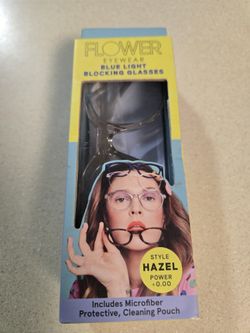 FLOWER
EYEWEAR
BLUE LIGHT
BLOCKING GLASSES
STYLE
HAZEL
POWER
+0.00
Includes Microfiber
Protective, Cleaning Pouch